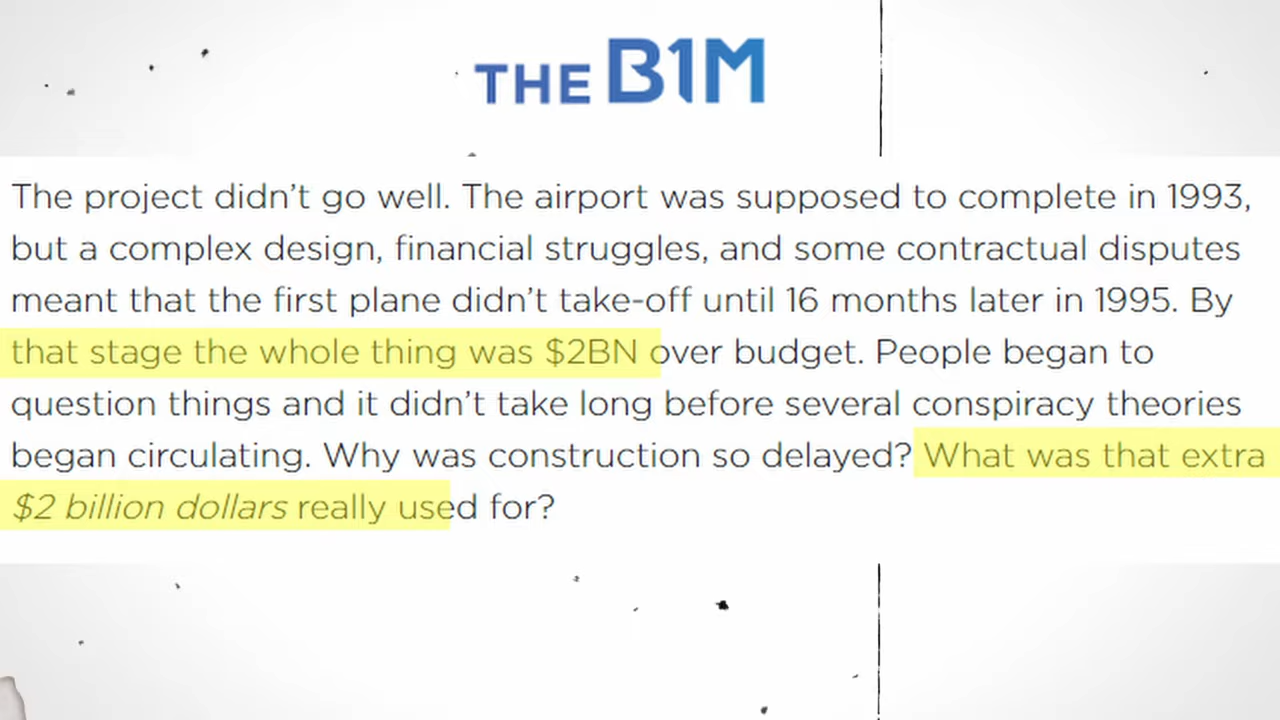 THE B1M
The project didn’t go well. The airport was supposed to complete in 1993,
but a complex design, financial struggles, and some contractual disputes
meant that the first plane didn’t take-off until 16 months later in 1995. By
that stage the whole thing was $2BN over budget. People began to
question things and it didn’t take long before several conspiracy theories
began circulating. Why was construction so delayed? What was that extra
$2 billion dollars really used for?